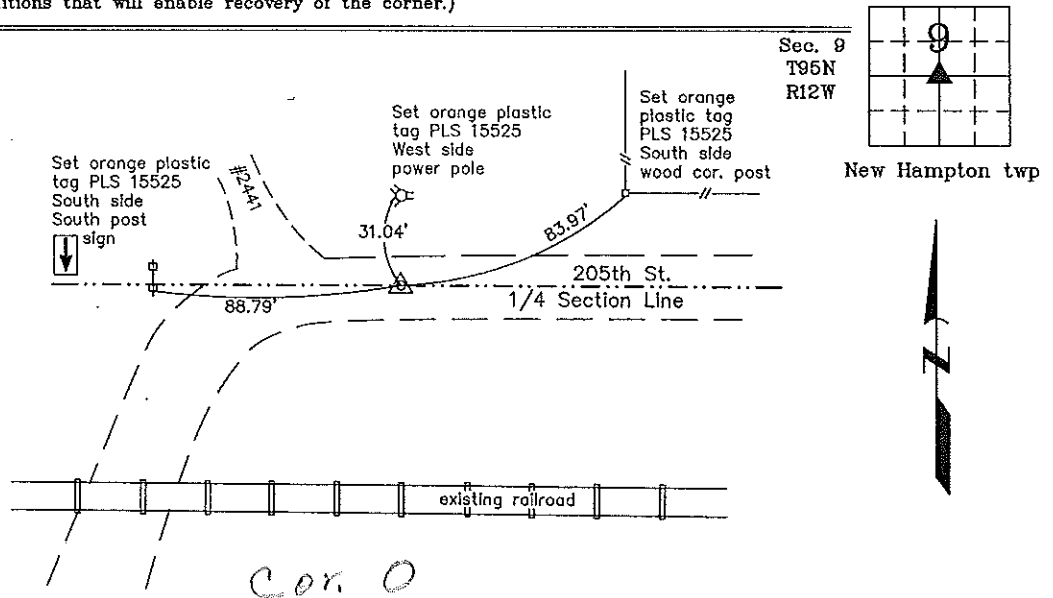 itions that will enable recovery of the corner.)
Sec. 9
T95N
R12W
9
New Hampton twp
Set orange plastic
tag PLS 15525
South side
South post
sign
#2441
Set orange plastic
tag PLS 15525
West side
power pole
Set orange
plastic tag
PLS 15525
South side
wood cor. post
31.04'
83.97'
88.79'
205th St.
1/4 Section Line
Z
existing railroad
Cor. O